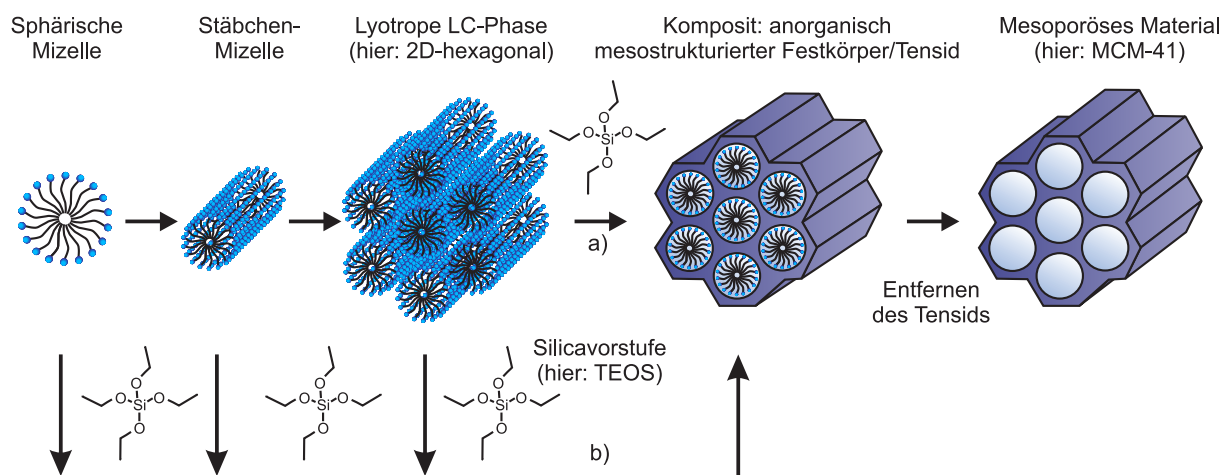 Sphärische
Mizelle
Stäbchen-
Mizelle
Lyotrope LC-Phase
(hier: 2D-hexagonal)
Komposit: anorganisch
mesostrukturierter Festkörper/Tensid
Mesoporöses Material
(hier: MCM-41)
O
O Si O
O
a)
Entfernen
des Tensids
Silicavorstufe
(hier: TEOS)
O
O Si O
O
O
O Si O
O
O
O Si O
O
b)